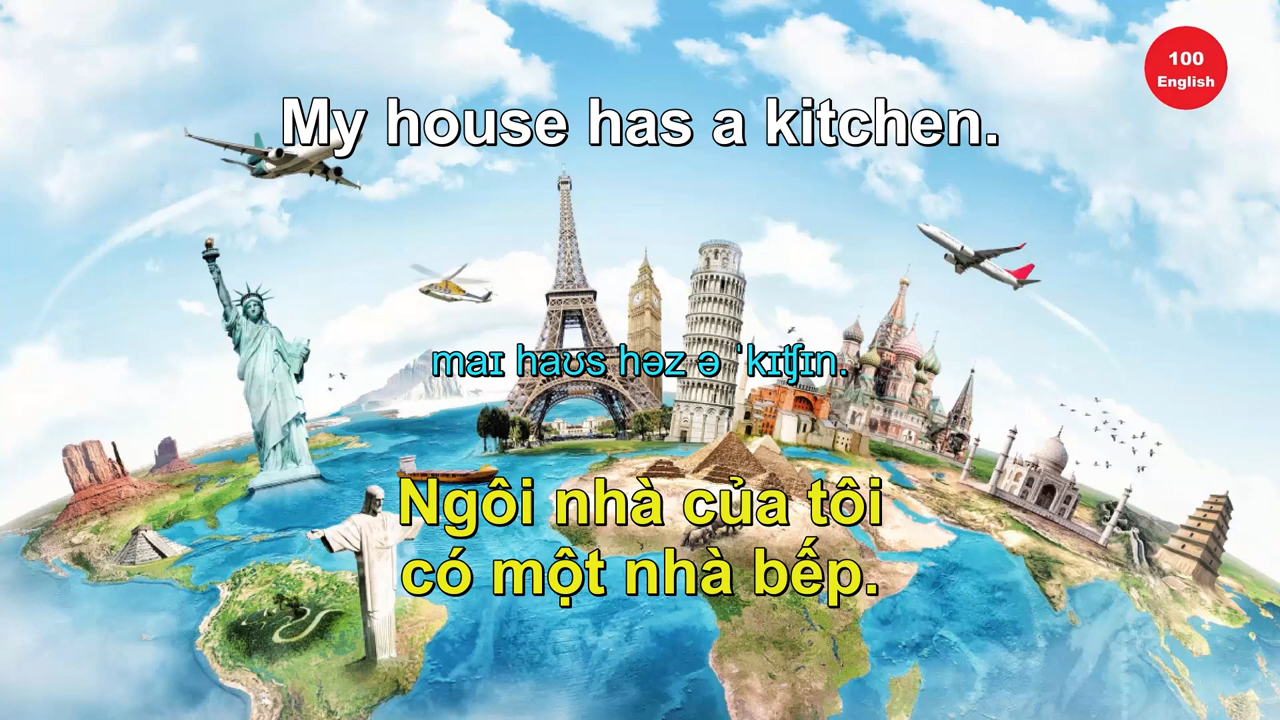 100
English
My house has a kitchen.
maɪ haʊs həz ə ˈkɪʧɪn.
Ngôi nhà của tôi
có một nhà bếp.